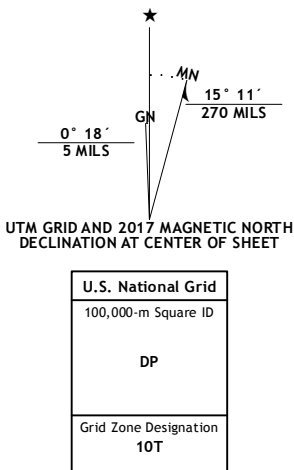 MN
GN
15° 11´
270 MILS
0° 18´
5 MILS
UTM GRID AND 2017 MAGNETIC NORTH
DECLINATION AT CENTER OF SHEET
U.S. National Grid
100,000-m Square ID
DP
Grid Zone Designation
10T